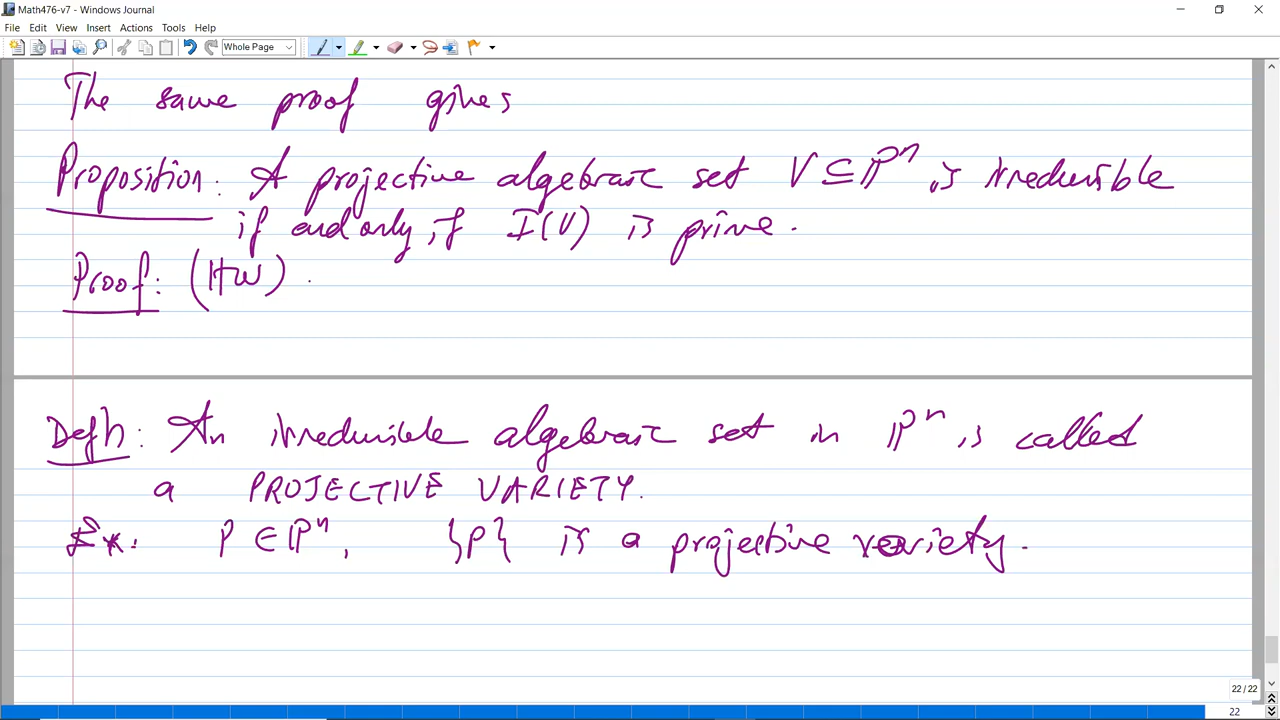 Math476-v7 - Windows Journal
File Edit View Insert Actions Tools Help
Whole Page
The same proof gives
Proposition: A projective algebraic set V ⊆ ℙⁿ is irreducible
if and only if I(V) is prime.
Proof: (HW).
Defn: An irreducible algebraic set in ℙⁿ is called
a PROJECTIVE VARIETY.
Ex: P ∈ ℙⁿ, {P} is a projective variety.
22 / 22
22